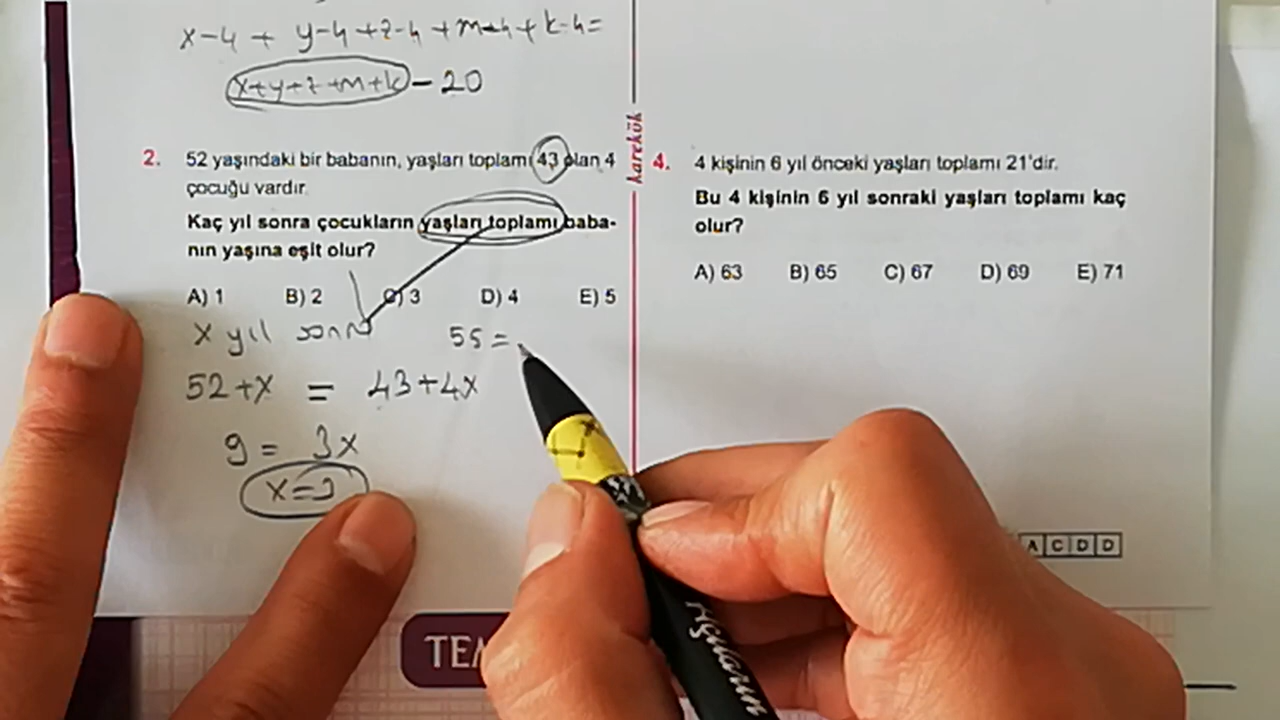 x-4 + y-4+z-4+m-4+k-4=
x+y+z+m+k-20
2. 52 yaşındaki bir babanın, yaşları toplamı 43 olan 4
çocuğu vardır.
Kaç yıl sonra çocukların yaşları toplamı baba-
nın yaşına eşit olur?
A) 1 B) 2 C) 3 D) 4 E) 5
x yıl sonra
55=
52+x = 43+4x
9 = 3x
x=3
karekök
4. 4 kişinin 6 yıl önceki yaşları toplamı 21'dir.
Bu 4 kişinin 6 yıl sonraki yaşları toplamı kaç
olur?
A) 63 B) 65 C) 67 D) 69 E) 71
A C D D